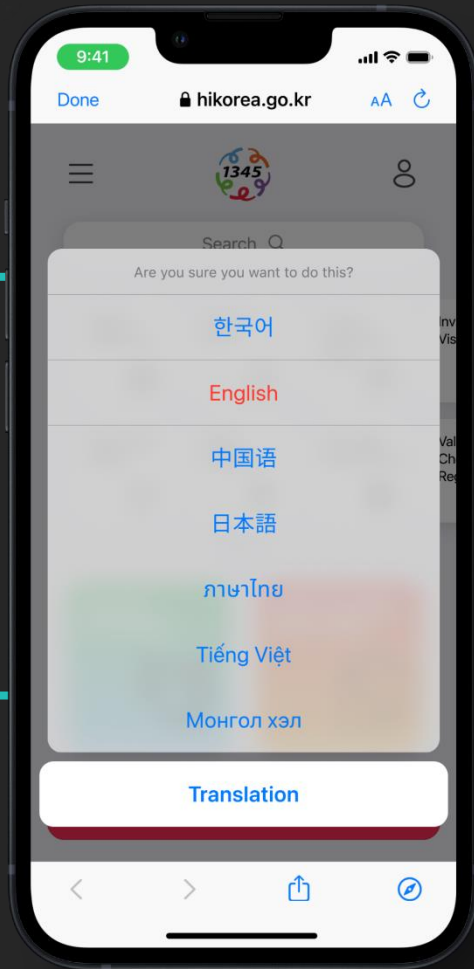 9:41
Done
hikorea.go.kr
AA
1345
Search
Are you sure you want to do this?
한국어
English
中国语
日本語
ภาษาไทย
Tiếng Việt
Монгол хэл
Translation